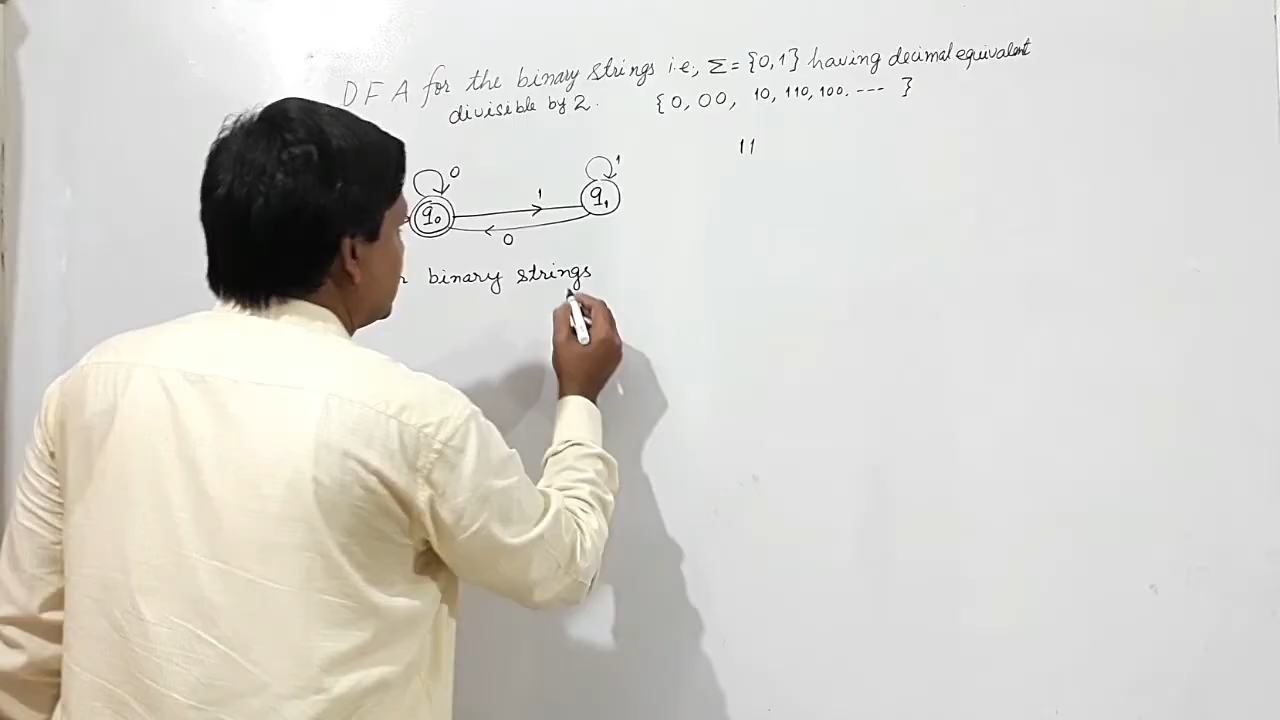 DFA for the binary strings i.e., Σ = {0,1} having decimal equivalent
divisible by 2. {0, 00, 10, 110, 100, --- }
11
0
1
q0
1
q1
0
binary strings